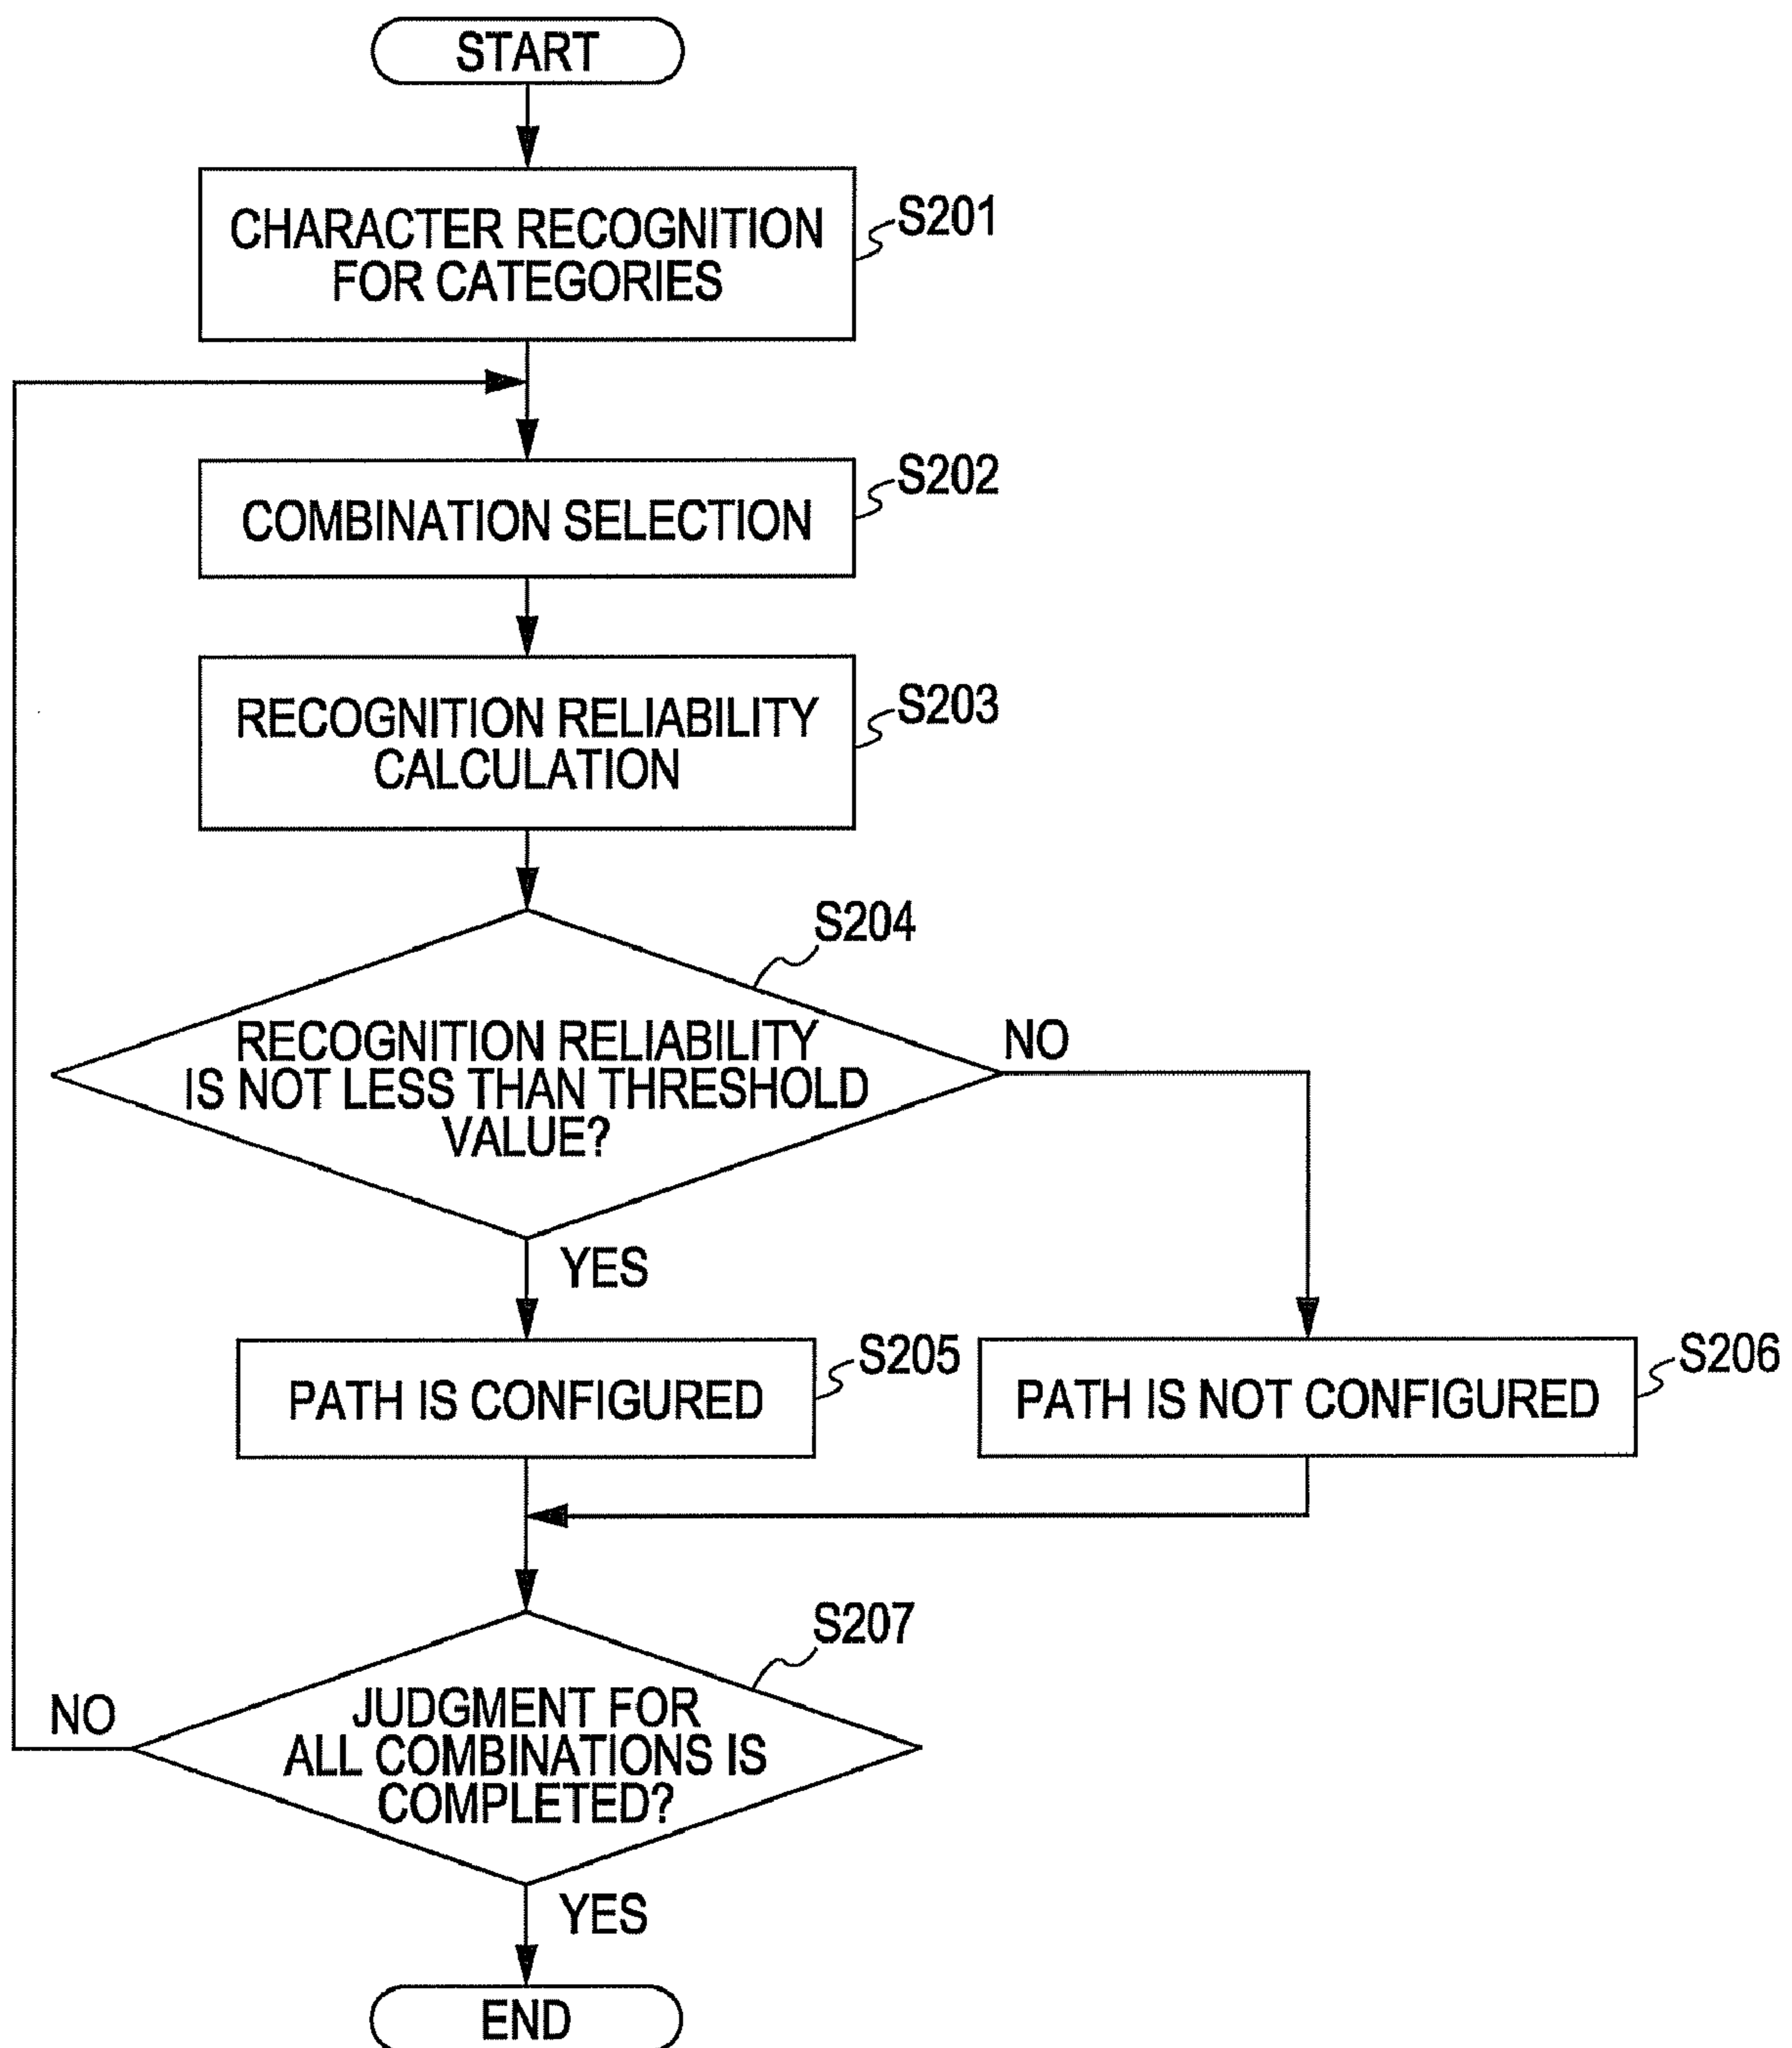 START
CHARACTER RECOGNITION
FOR CATEGORIES
S201
COMBINATION SELECTION
S202
RECOGNITION RELIABILITY
CALCULATION
S203
S204
RECOGNITION RELIABILITY
IS NOT LESS THAN THRESHOLD
VALUE?
NO
YES
PATH IS CONFIGURED
S205
PATH IS NOT CONFIGURED
S206
S207
JUDGMENT FOR
ALL COMBINATIONS IS
COMPLETED?
NO
YES
END